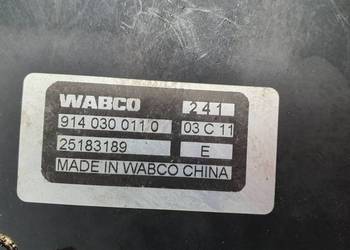 WABCO 241
914 030 011 0 03 C 11
25183189 E
MADE IN WABCO CHINA